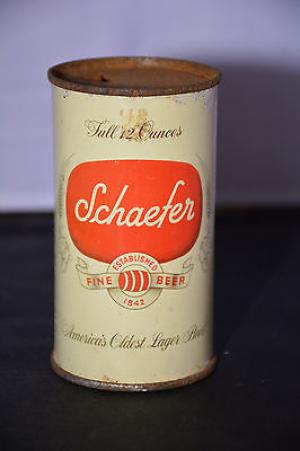 Full 12 Ounces
Schaefer
ESTABLISHED
FINE BEER
1842
America's Oldest Lager Beer